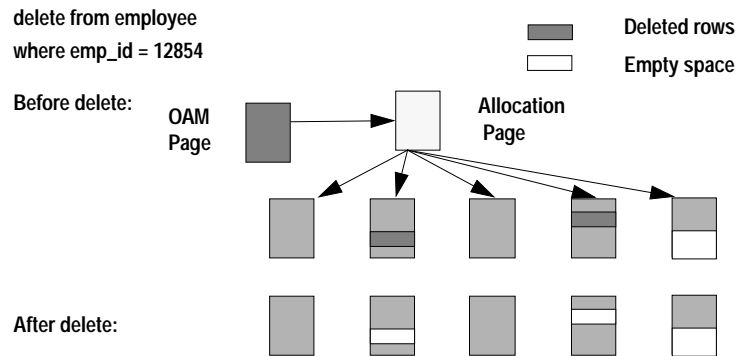 delete from employee
where emp_id = 12854
Deleted rows
Empty space
Before delete:
OAM
Page
Allocation
Page
After delete: